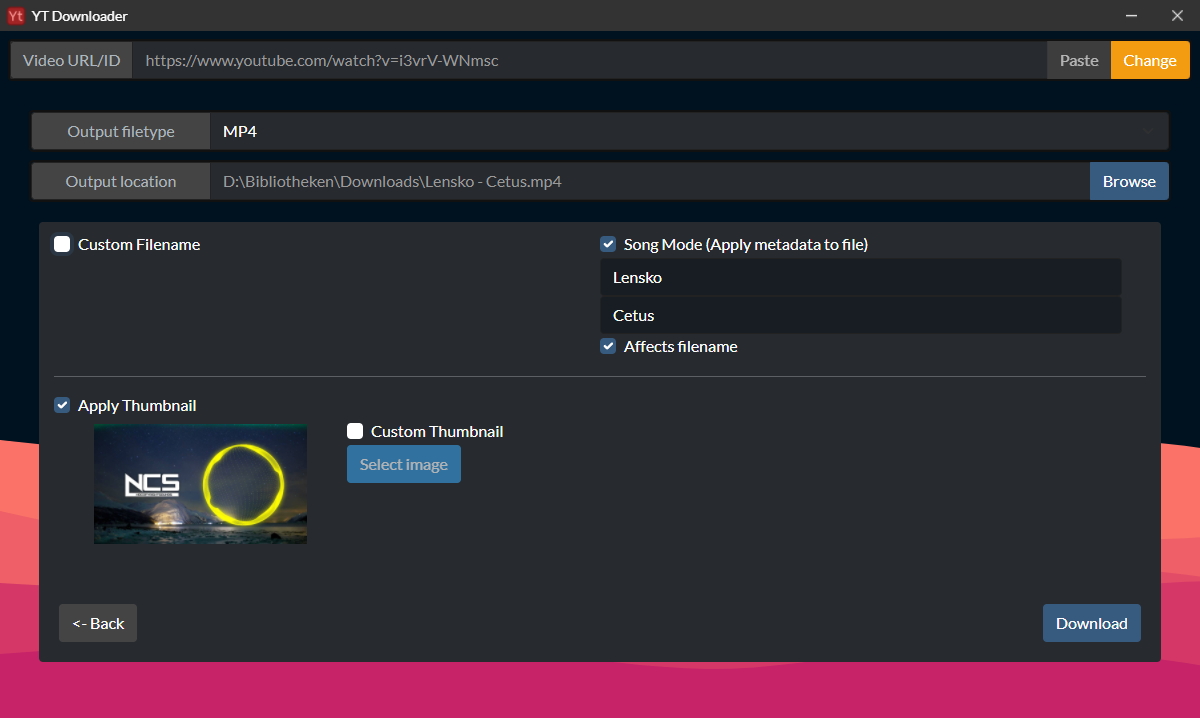 Yt YT Downloader
Video URL/ID https://www.youtube.com/watch?v=i3vrV-WNmsc Paste Change
Output filetype MP4
Output location D:\Bibliotheken\Downloads\Lensko - Cetus.mp4 Browse
Custom Filename
Song Mode (Apply metadata to file)
Lensko
Cetus
Affects filename
Apply Thumbnail
Custom Thumbnail
Select image
NCS
<- Back
Download